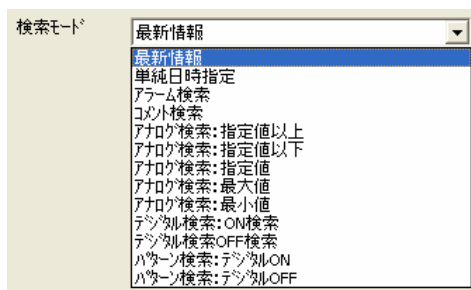 検索ﾓｰﾄﾞ 最新情報
最新情報
単純日時指定
ｱﾗｰﾑ検索
ｺﾒﾝﾄ検索
ｱﾅﾛｸﾞ検索:指定値以上
ｱﾅﾛｸﾞ検索:指定値以下
ｱﾅﾛｸﾞ検索:指定値
ｱﾅﾛｸﾞ検索:最大値
ｱﾅﾛｸﾞ検索:最小値
ﾃﾞｼﾞﾀﾙ検索:ON検索
ﾃﾞｼﾞﾀﾙ検索OFF検索
ﾊﾟﾀｰﾝ検索:ﾃﾞｼﾞﾀﾙON
ﾊﾟﾀｰﾝ検索:ﾃﾞｼﾞﾀﾙOFF